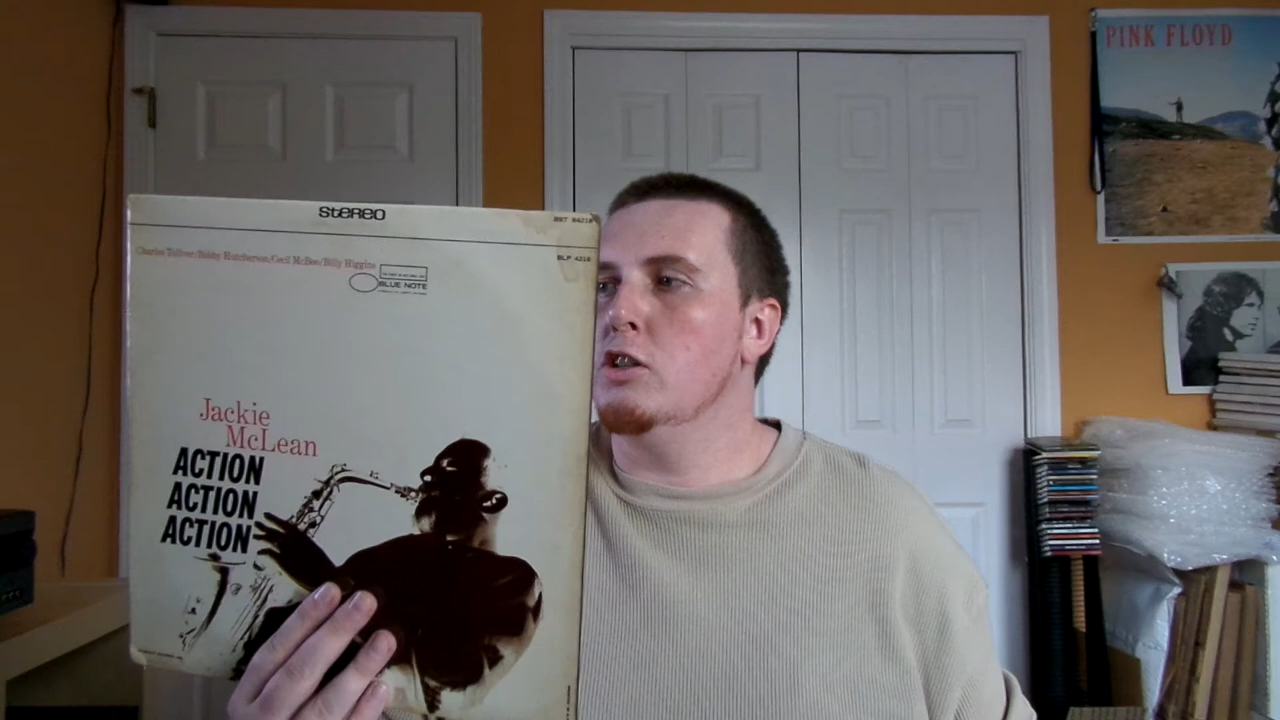 STEREO
BST 84218
BLP 4218
Charles Tolliver/Bobby Hutcherson/Cecil McBee/Billy Higgins
BLUE NOTE
Jackie
McLean
ACTION
ACTION
ACTION
PINK FLOYD